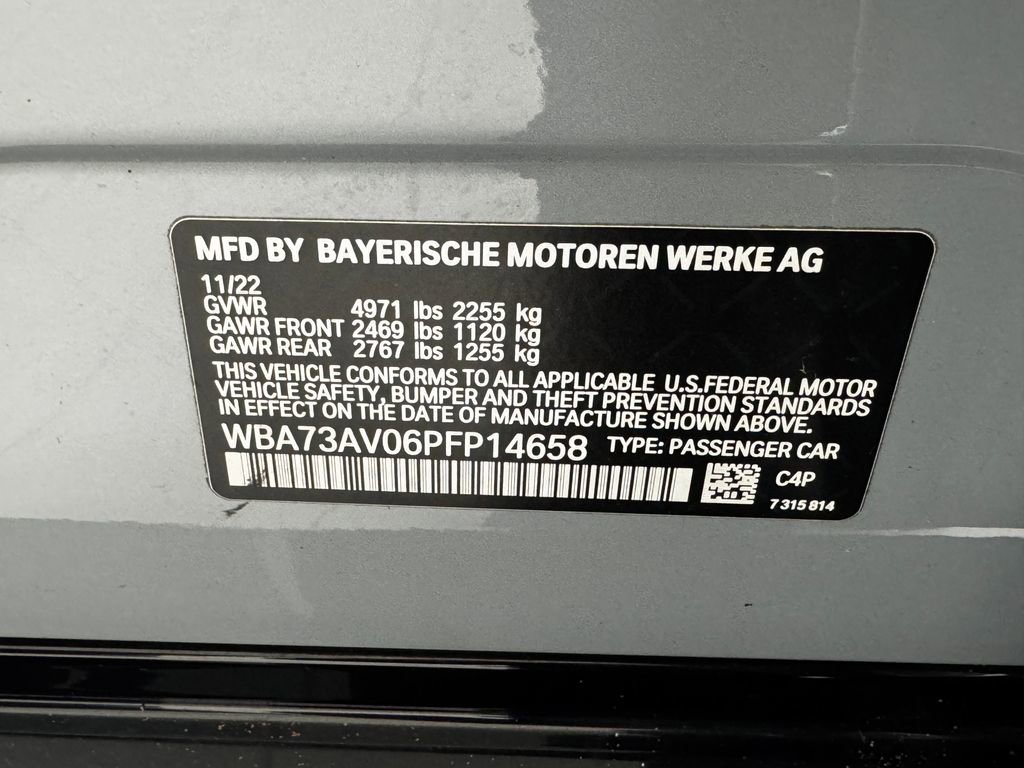 MFD BY BAYERISCHE MOTOREN WERKE AG
11/22
GVWR 4971 lbs 2255 kg
GAWR FRONT 2469 lbs 1120 kg
GAWR REAR 2767 lbs 1255 kg
THIS VEHICLE CONFORMS TO ALL APPLICABLE U.S.FEDERAL MOTOR
VEHICLE SAFETY, BUMPER AND THEFT PREVENTION STANDARDS
IN EFFECT ON THE DATE OF MANUFACTURE SHOWN ABOVE.
WBA73AV06PFP14658 TYPE: PASSENGER CAR
C4P
7 315 814